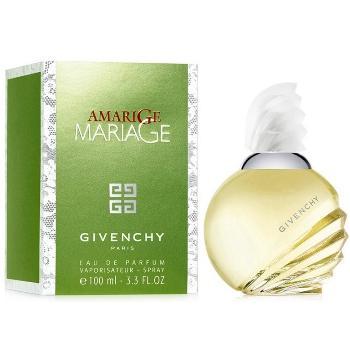 AMARIGE
MARIAGE
GIVENCHY
PARIS
EAU DE PARFUM
VAPORISATEUR - SPRAY
e 100 ml - 3.3 FL.OZ
GIVENCHY